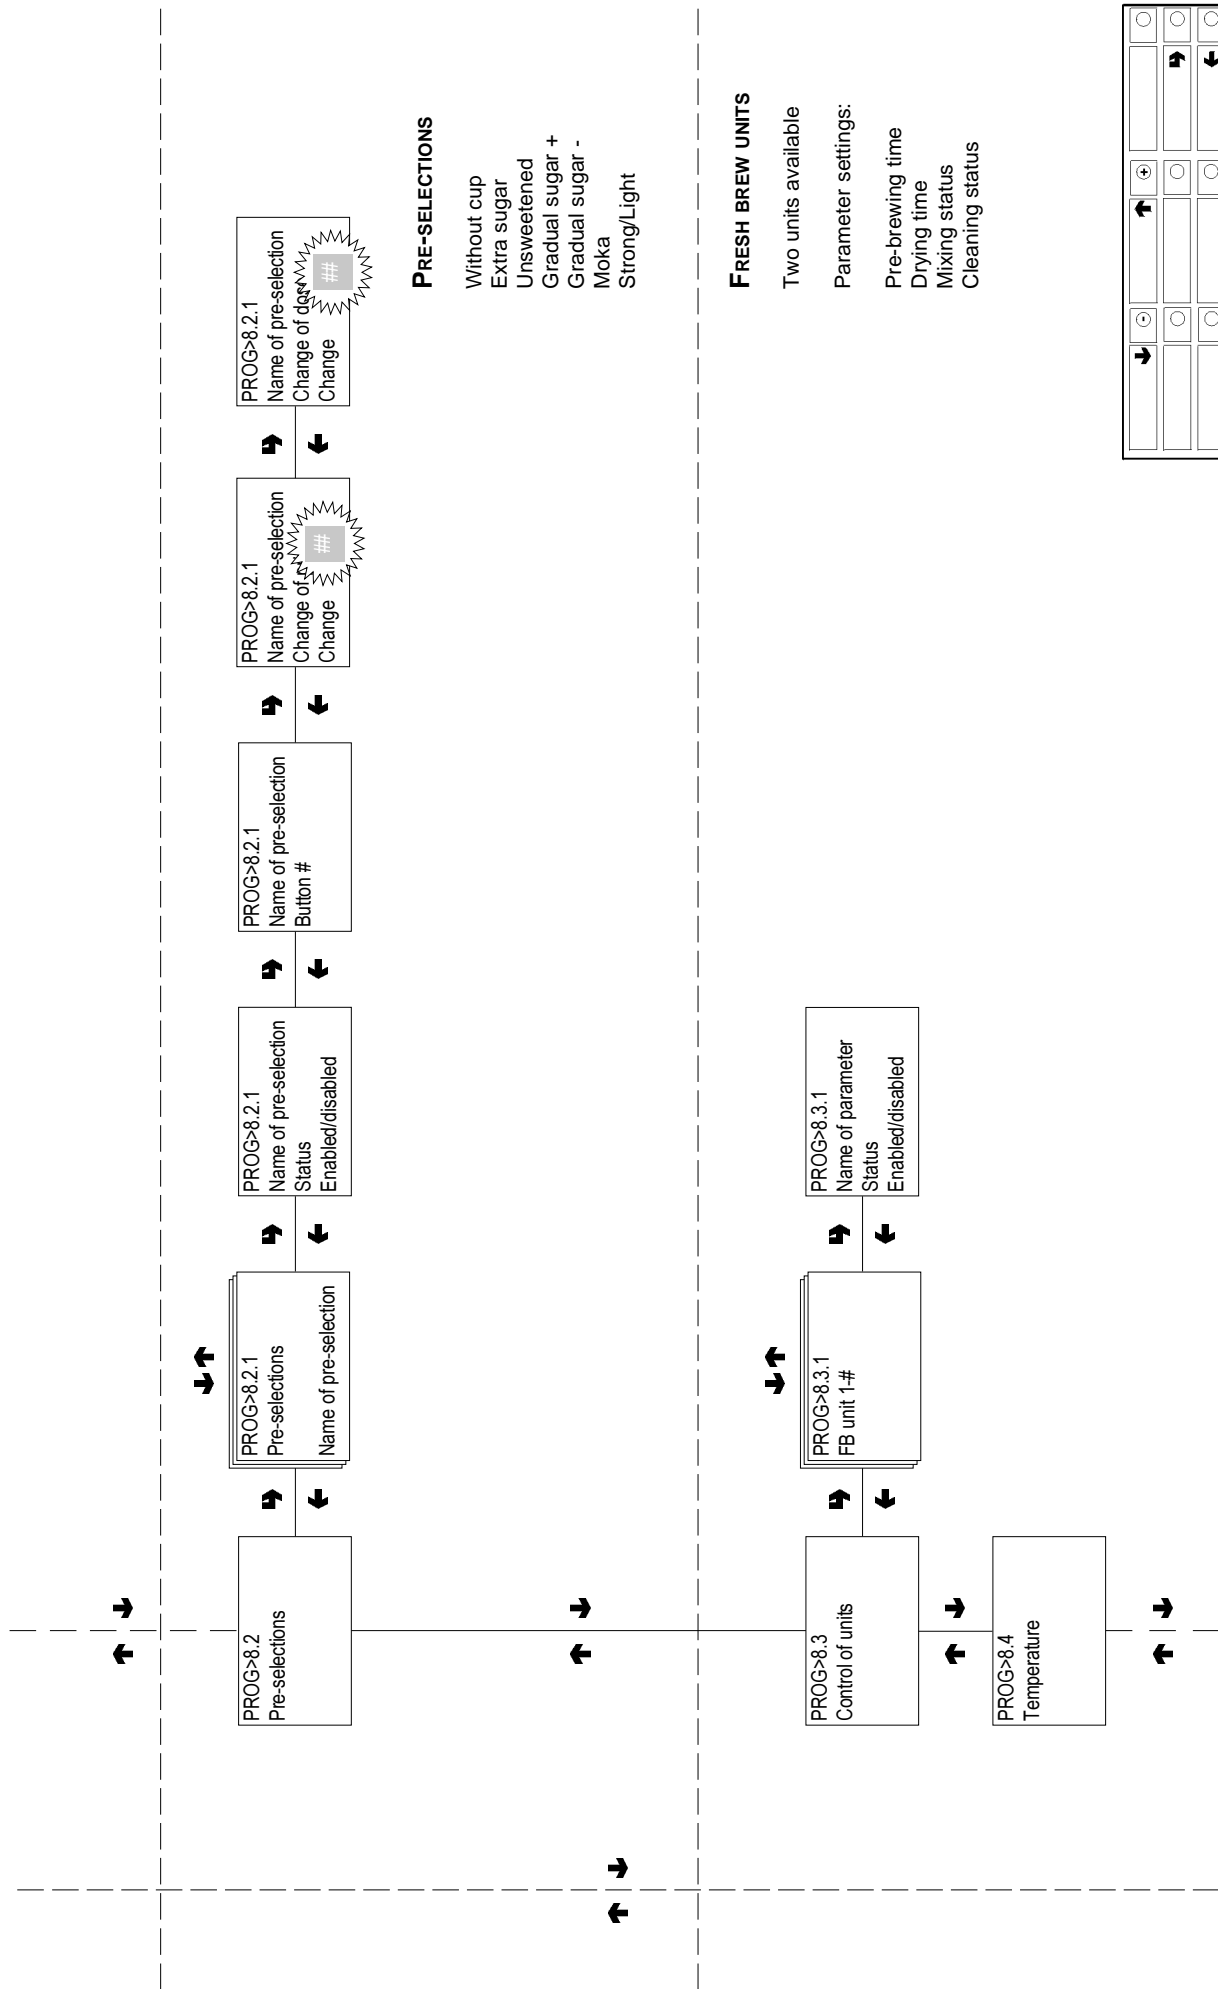 PROG>8.2
Pre-selections
PROG>8.2.1
Pre-selections
Name of pre-selection
PROG>8.2.1
Name of pre-selection
Status
Enabled/disabled
PROG>8.2.1
Name of pre-selection
Button #
PROG>8.2.1
Name of pre-selection
Change of
Change
##
PROG>8.2.1
Name of pre-selection
Change of
Change
##
PRE-SELECTIONS
Without cup
Extra sugar
Unsweetened
Gradual sugar +
Gradual sugar -
Moka
Strong/Light
PROG>8.3
Control of units
PROG>8.3.1
FB unit 1-#
PROG>8.3.1
Name of parameter
Status
Enabled/disabled
FRESH BREW UNITS
Two units available
Parameter settings:
Pre-brewing time
Drying time
Mixing status
Cleaning status
PROG>8.4
Temperature
- +